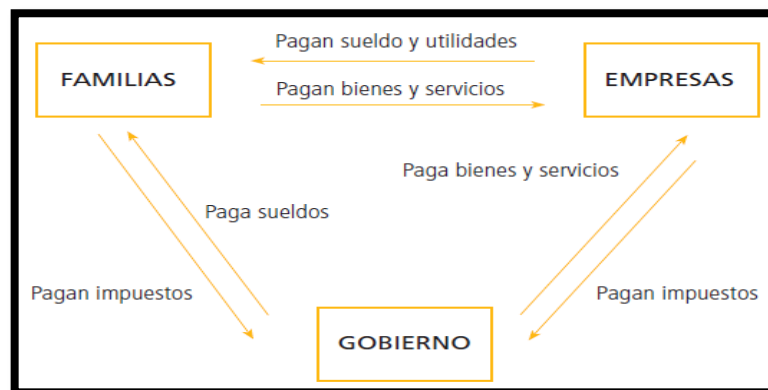 Pagan sueldo y utilidades
FAMILIAS
EMPRESAS
Pagan bienes y servicios
Paga bienes y servicios
Paga sueldos
Pagan impuestos
Pagan impuestos
GOBIERNO